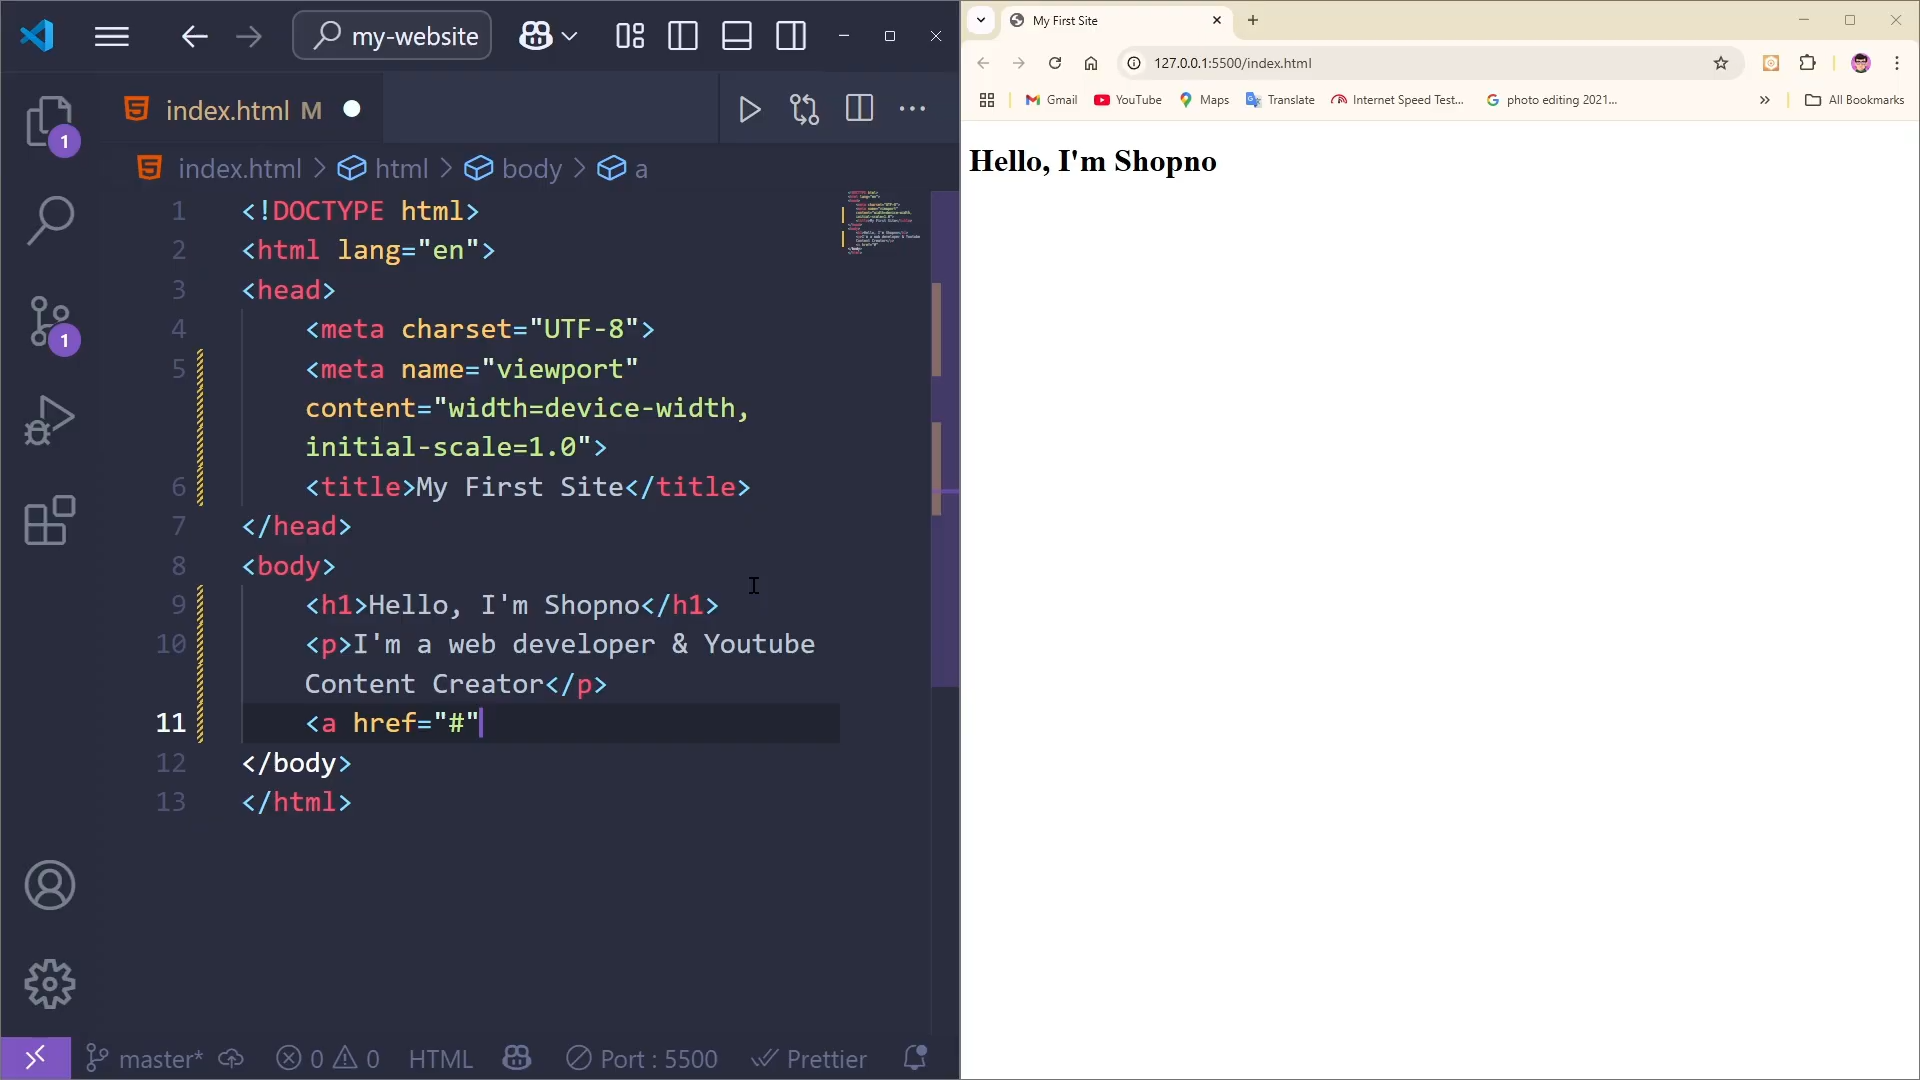 my-website
index.html M
index.html > html > body > a
1 <!DOCTYPE html>
2 <html lang="en">
3 <head>
4 <meta charset="UTF-8">
5 <meta name="viewport"
content="width=device-width,
initial-scale=1.0">
6 <title>My First Site</title>
7 </head>
8 <body>
9 <h1>Hello, I'm Shopno</h1>
10 <p>I'm a web developer & Youtube
Content Creator</p>
11 <a href="#"
12 </body>
13 </html>
1
1
master* 0 0 HTML Port : 5500 Prettier
My First Site
127.0.0.1:5500/index.html
Gmail YouTube Maps Translate Internet Speed Test... photo editing 2021... » All Bookmarks
Hello, I'm Shopno